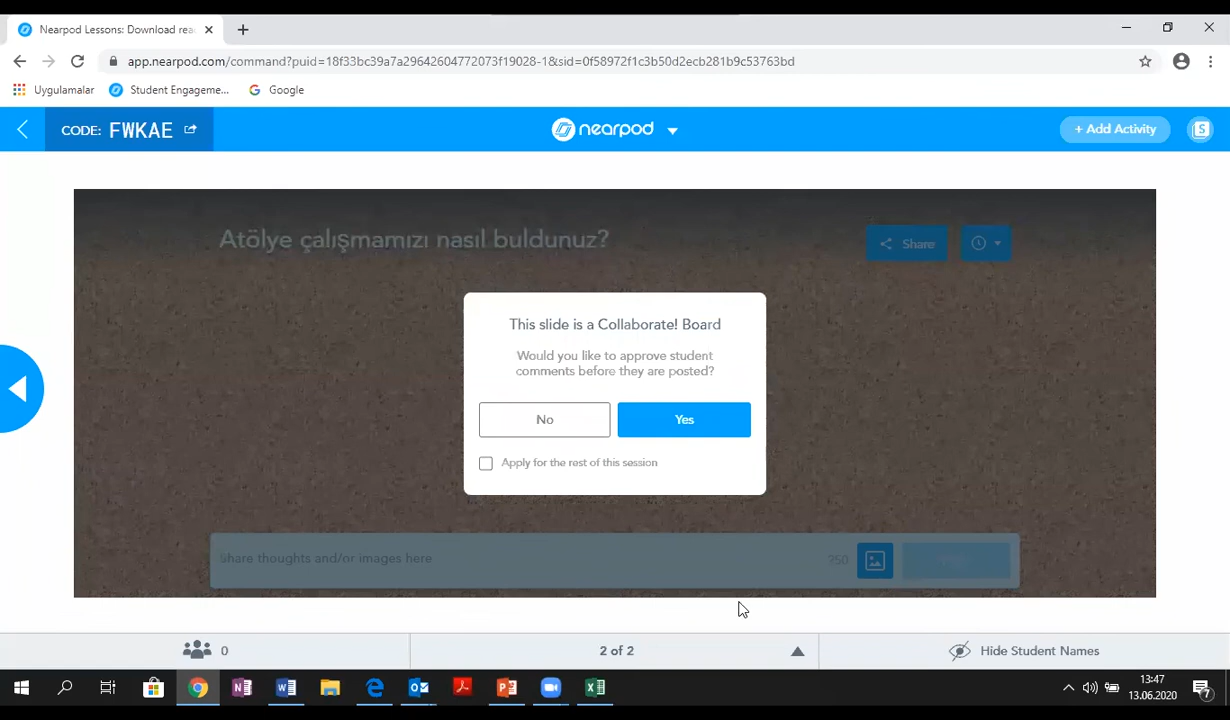 Nearpod Lessons: Download rea
app.nearpod.com/command?puid=18f33bc39a7a29642604772073f19028-1&sid=0f58972f1c3b50d2ecb281b9c53763bd
Uygulamalar
Student Engageme...
Google
CODE: FWKAE
nearpod
+ Add Activity
S
Atölye çalışmamızı nasıl buldunuz?
Share
This slide is a Collaborate! Board
Would you like to approve student
comments before they are posted?
No
Yes
Apply for the rest of this session
Share thoughts and/or images here
250
0
2 of 2
Hide Student Names
13:47
13.06.2020
7